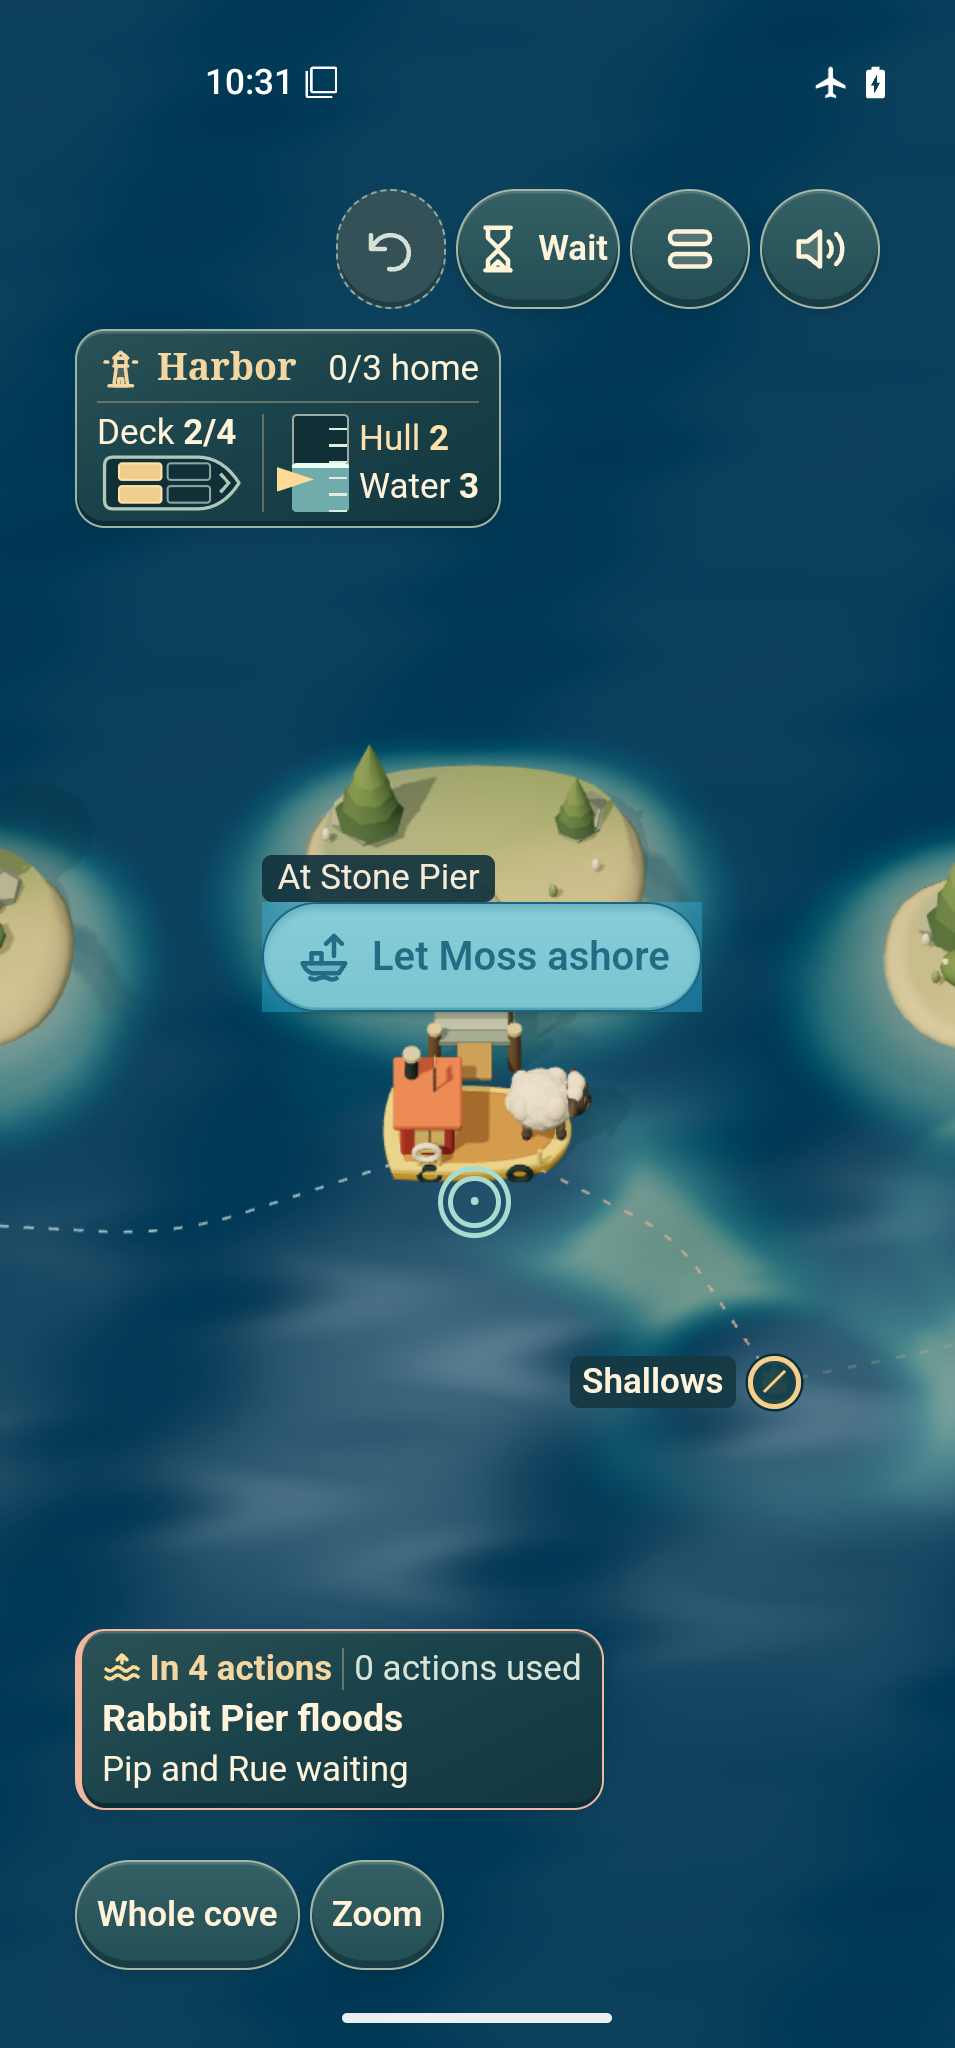 10:31
Wait
Harbor 0/3 home
Deck 2/4
Hull 2
Water 3
At Stone Pier
Let Moss ashore
Shallows
In 4 actions 0 actions used
Rabbit Pier floods
Pip and Rue waiting
Whole cove Zoom